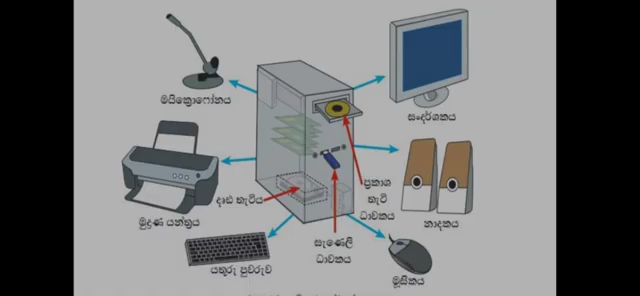 මයික්‍රොෆෝනය
සංදර්ශකය
ප්‍රකාශ
තැටි
ධාවකය
දෘඪ තැටිය
මුද්‍රණ යන්ත්‍රය
නාදකය
සැණෙලි
ධාවකය
යතුරු පුවරුව
මූසිකය